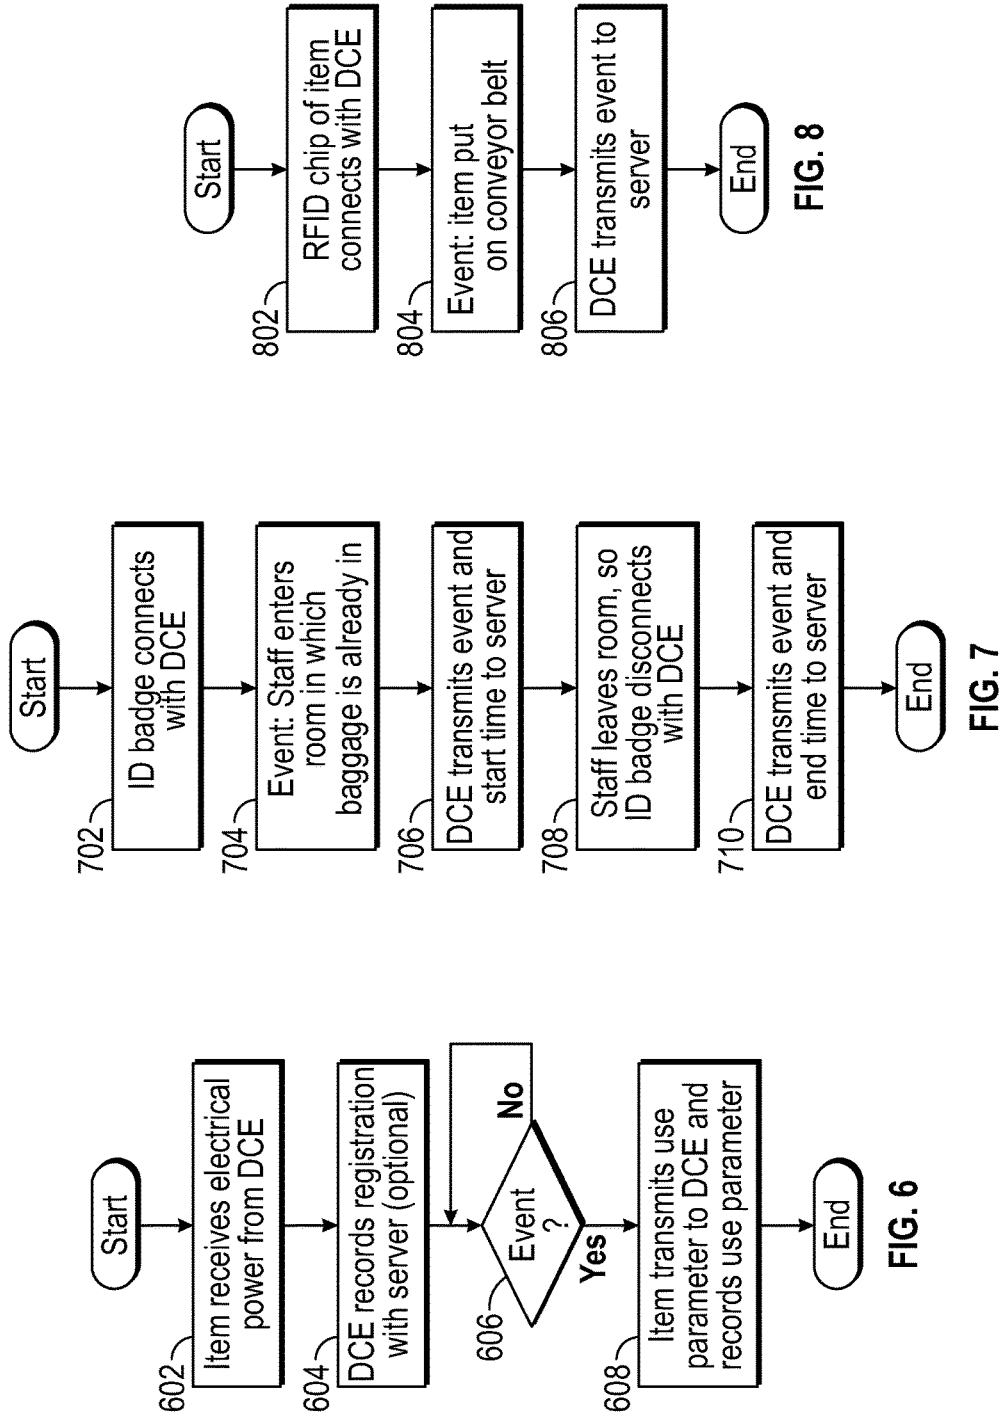 Start
602
Item receives electrical
power from DCE
604
DCE records registration
with server (optional)
606
Event
?
No
Yes
608
Item transmits use
parameter to DCE and
records use parameter
End
FIG. 6
Start
702
ID badge connects
with DCE
704
Event: Staff enters
room in which
baggage is already in
706
DCE transmits event and
start time to server
708
Staff leaves room, so
ID badge disconnects
with DCE
710
DCE transmits event and
end time to server
End
FIG. 7
Start
802
RFID chip of item
connects with DCE
804
Event: item put
on conveyor belt
806
DCE transmits event to
server
End
FIG. 8